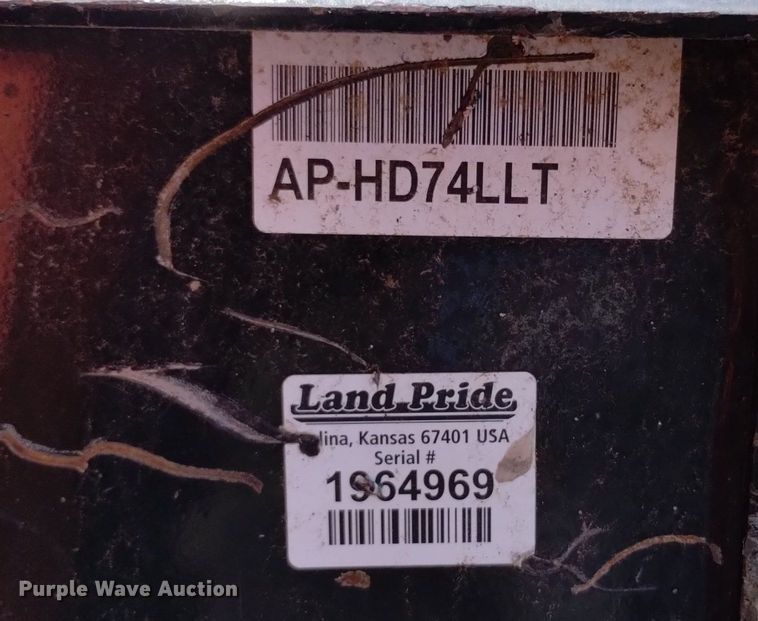 AP-HD74LLT
Land Pride
lina, Kansas 67401 USA
Serial #
1964969
Purple Wave Auction